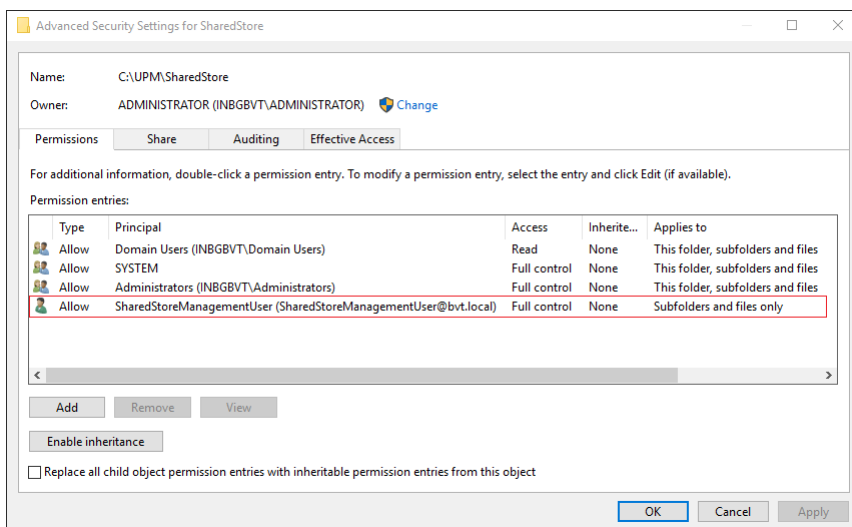 Advanced Security Settings for SharedStore
Name: C:\UPM\SharedStore
Owner: ADMINISTRATOR (INBGBVT\ADMINISTRATOR) Change
Permissions Share Auditing Effective Access
For additional information, double-click a permission entry. To modify a permission entry, select the entry and click Edit (if available).
Permission entries:
Type Principal Access Inherite... Applies to
Allow Domain Users (INBGBVT\Domain Users) Read None This folder, subfolders and files
Allow SYSTEM Full control None This folder, subfolders and files
Allow Administrators (INBGBVT\Administrators) Full control None This folder, subfolders and files
Allow SharedStoreManagementUser (SharedStoreManagementUser@bvt.local) Full control None Subfolders and files only
Add Remove View
Enable inheritance
Replace all child object permission entries with inheritable permission entries from this object
OK Cancel Apply